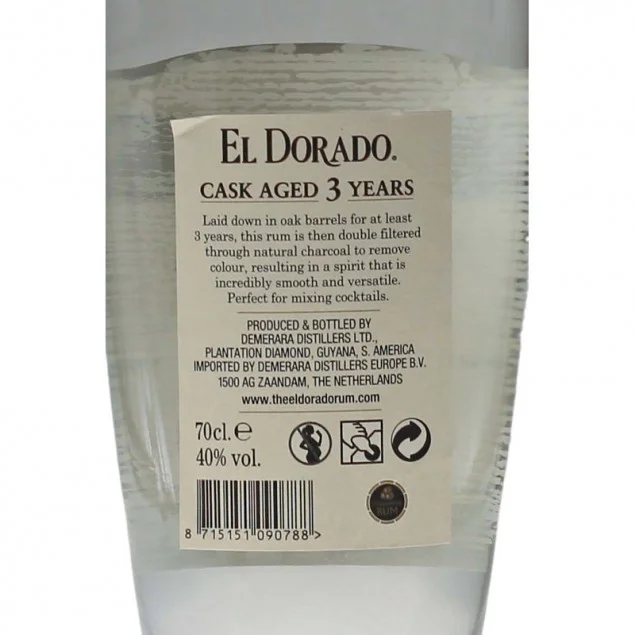 EL DORADO®
CASK AGED 3 YEARS
Laid down in oak barrels for at least
3 years, this rum is then double filtered
through natural charcoal to remove
colour, resulting in a spirit that is
incredibly smooth and versatile.
Perfect for mixing cocktails.
PRODUCED & BOTTLED BY
DEMERARA DISTILLERS LTD.,
PLANTATION DIAMOND, GUYANA, S. AMERICA
IMPORTED BY DEMERARA DISTILLERS EUROPE B.V.
1500 AG ZAANDAM, THE NETHERLANDS
www.theeldoradorum.com
70cl. ℮
40% vol.
8 715151 090788 >
RUM